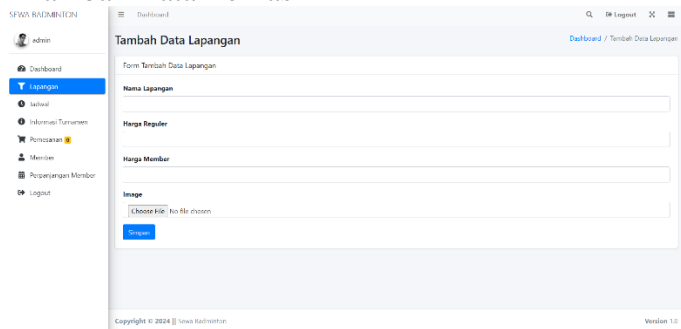 SEWA BADMINTON
Dashboard
Logout
admin
Tambah Data Lapangan
Dashboard / Tambah Data Lapangan
Dashboard
Lapangan
Jadwal
Informasi Turnamen
Pemesanan 0
Member
Perpanjangan Member
Logout
Form Tambah Data Lapangan
Nama Lapangan
Harga Reguler
Harga Member
Image
Choose File No file chosen
Simpan
Copyright © 2024 || Sewa Badminton
Version 1.0